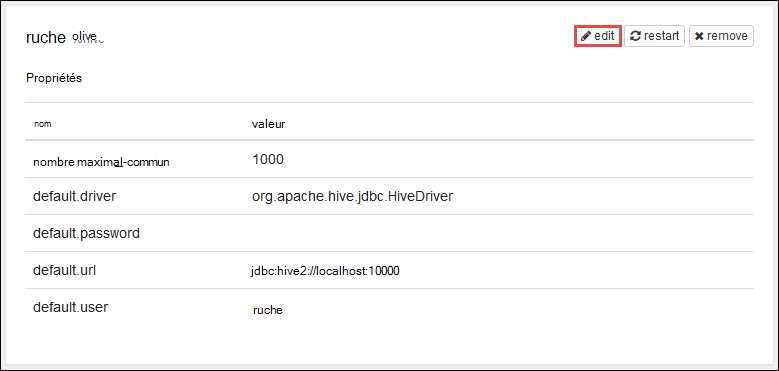 ruche olive
edit restart remove
Propriétés
nom valeur
nombre maximal-commun 1000
default.driver org.apache.hive.jdbc.HiveDriver
default.password
default.url jdbc:hive2://localhost:10000
default.user ruche